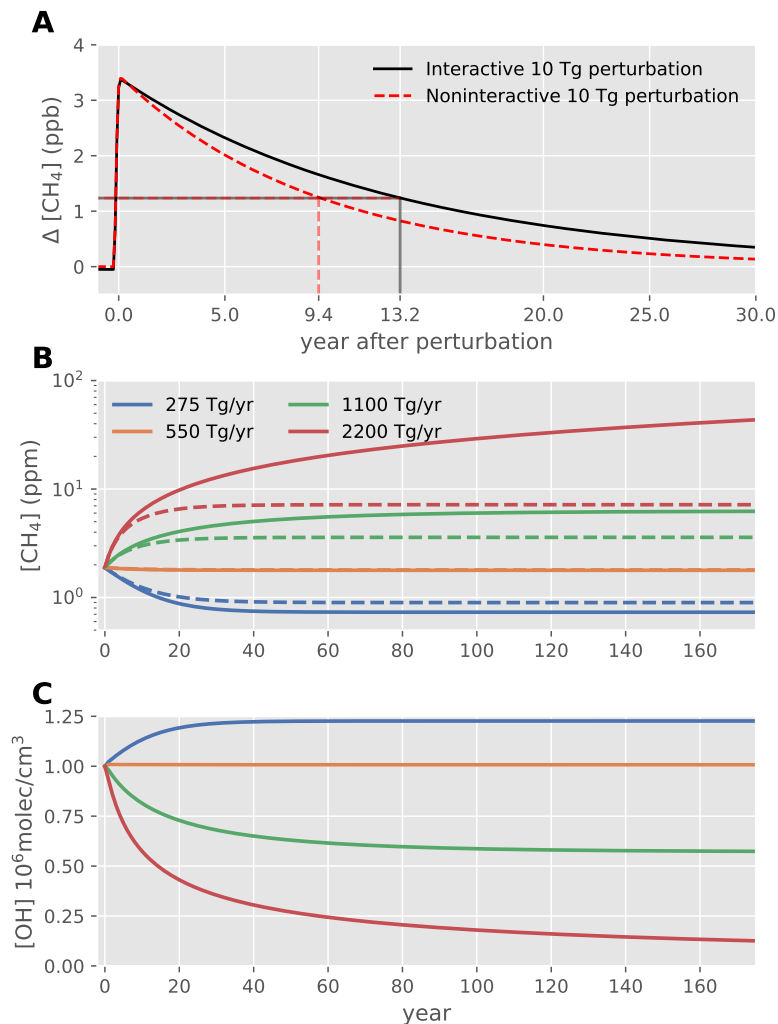 A
Δ [CH₄] (ppb)
4
3
2
1
0
Interactive 10 Tg perturbation
Noninteractive 10 Tg perturbation
0.0 5.0 9.4 13.2 20.0 25.0 30.0
year after perturbation
B
[CH₄] (ppm)
10²
10¹
10⁰
275 Tg/yr 1100 Tg/yr
550 Tg/yr 2200 Tg/yr
0 20 40 60 80 100 120 140 160
C
[OH] 10⁶molec/cm³
1.25
1.00
0.75
0.50
0.25
0.00
0 20 40 60 80 100 120 140 160
year